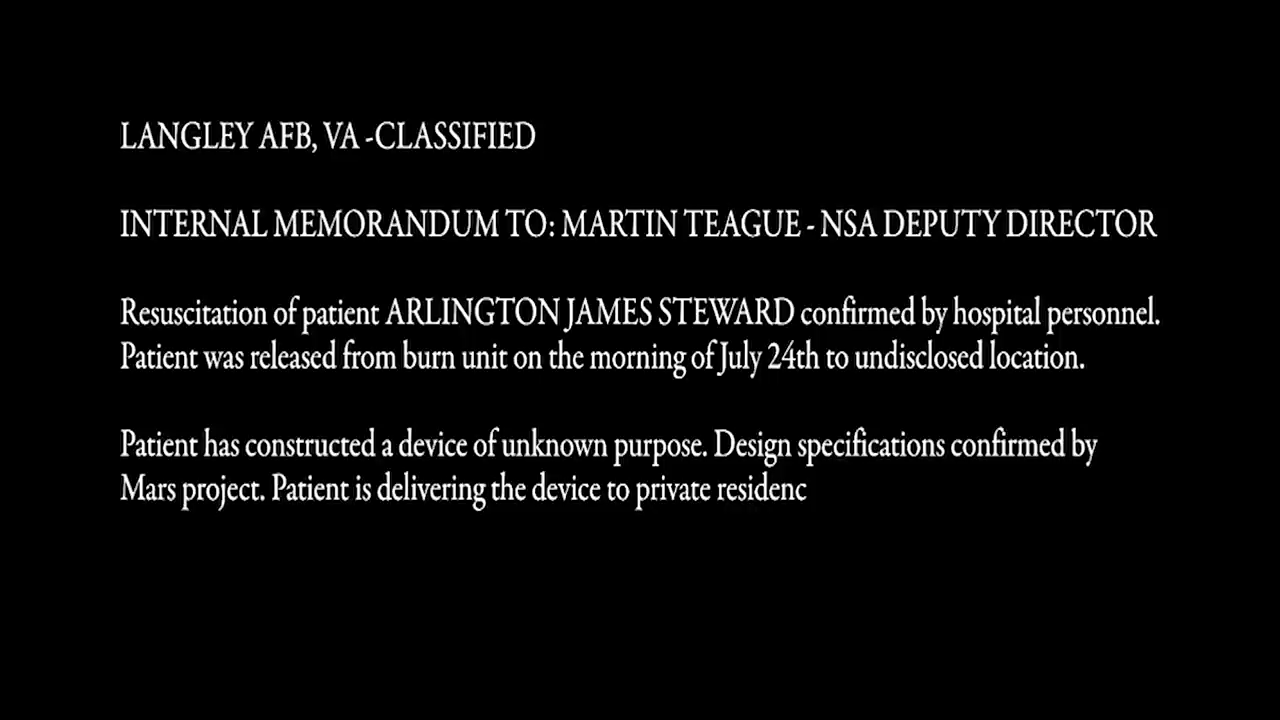 LANGLEY AFB, VA -CLASSIFIED
INTERNAL MEMORANDUM TO: MARTIN TEAGUE - NSA DEPUTY DIRECTOR
Resuscitation of patient ARLINGTON JAMES STEWARD confirmed by hospital personnel.
Patient was released from burn unit on the morning of July 24th to undisclosed location.
Patient has constructed a device of unknown purpose. Design specifications confirmed by
Mars project. Patient is delivering the device to private residenc